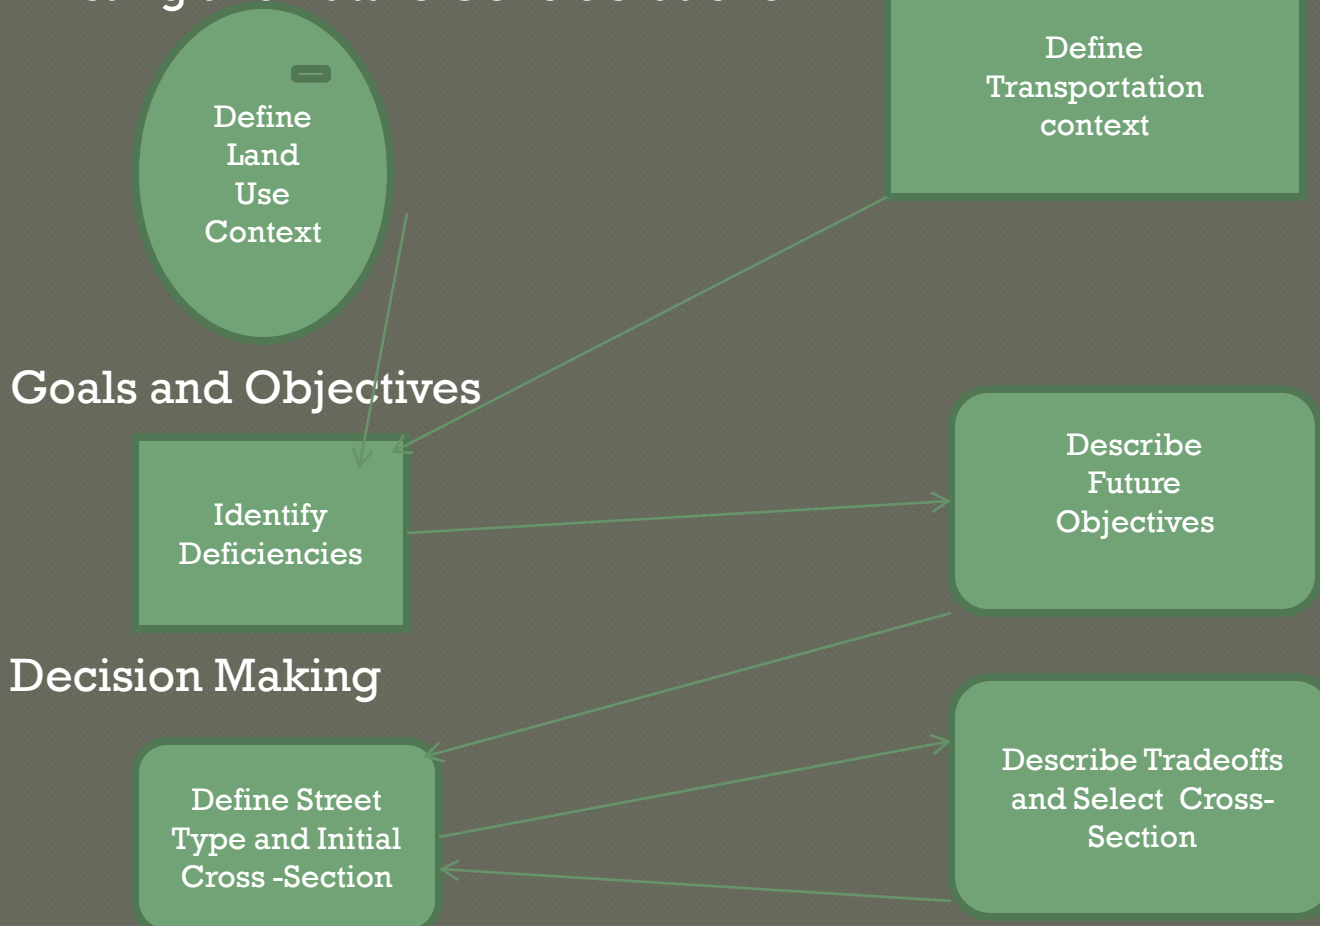 Define
Land
Use
Context
Define
Transportation
context
Goals and Objectives
Identify
Deficiencies
Describe
Future
Objectives
Decision Making
Define Street
Type and Initial
Cross -Section
Describe Tradeoffs
and Select Cross-
Section